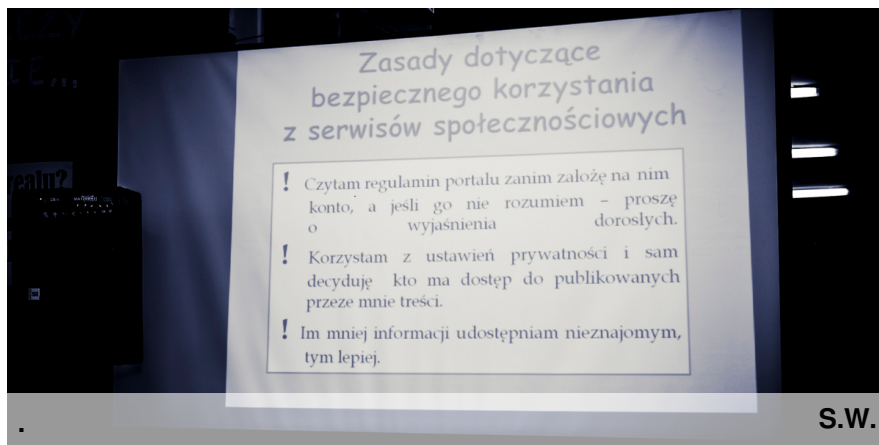 Zasady dotyczące
bezpiecznego korzystania
z serwisów społecznościowych
! Czytam regulamin portalu zanim założę na nim
konto, a jeśli go nie rozumiem – proszę
o wyjaśnienia dorosłych.
! Korzystam z ustawień prywatności i sam
decyduję kto ma dostęp do publikowanych
przeze mnie treści.
! Im mniej informacji udostępniam nieznajomym,
tym lepiej.
realu?
. S.W.